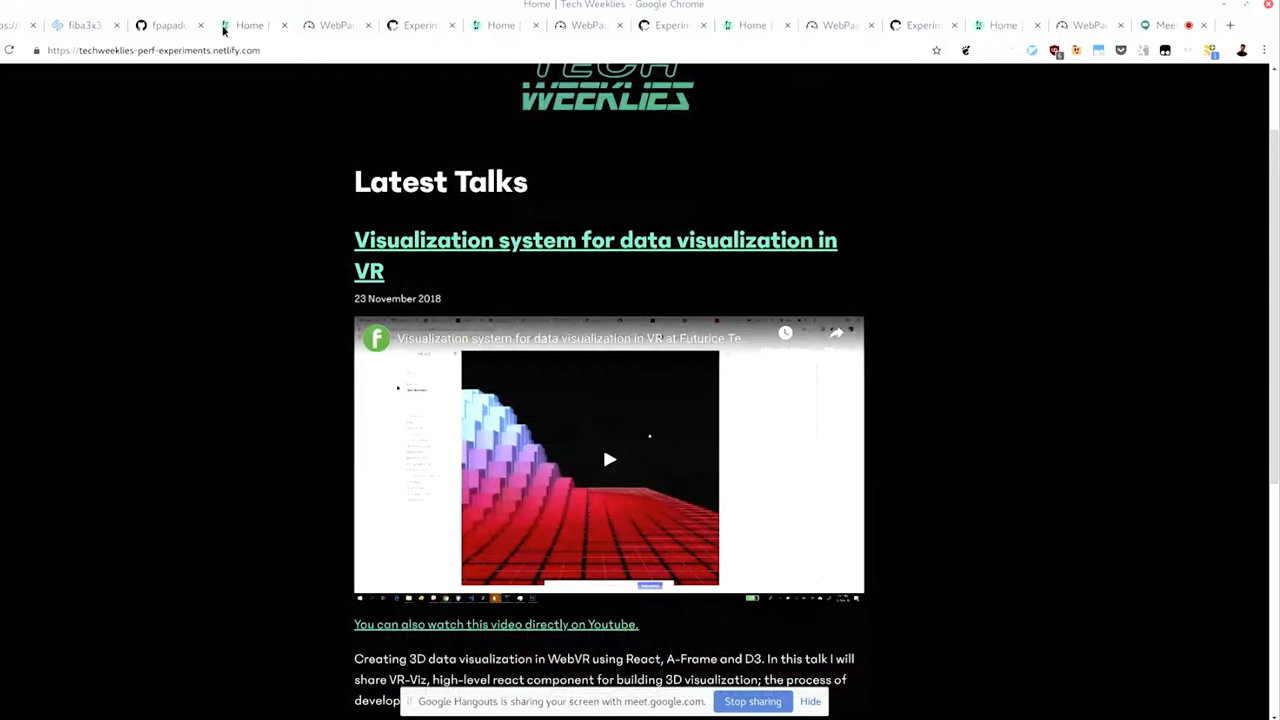 Home | Tech Weeklies - Google Chrome
fiba3x3
fpapado
Home
WebPa
Experim
Home
WebPa
Experim
Home
WebPa
Experim
Home
WebPa
Mee
https://techweeklies-perf-experiments.netlify.com
TECH
WEEKLIES
Latest Talks
Visualization system for data visualization in
VR
23 November 2018
f
Visualization system for data visualization in VR at Futurice Te...
You can also watch this video directly on Youtube.
Creating 3D data visualization in WebVR using React, A-Frame and D3. In this talk I will
share VR-Viz, high-level react component for building 3D visualization; the process of
develop
Google Hangouts is sharing your screen with meet.google.com.
Stop sharing
Hide